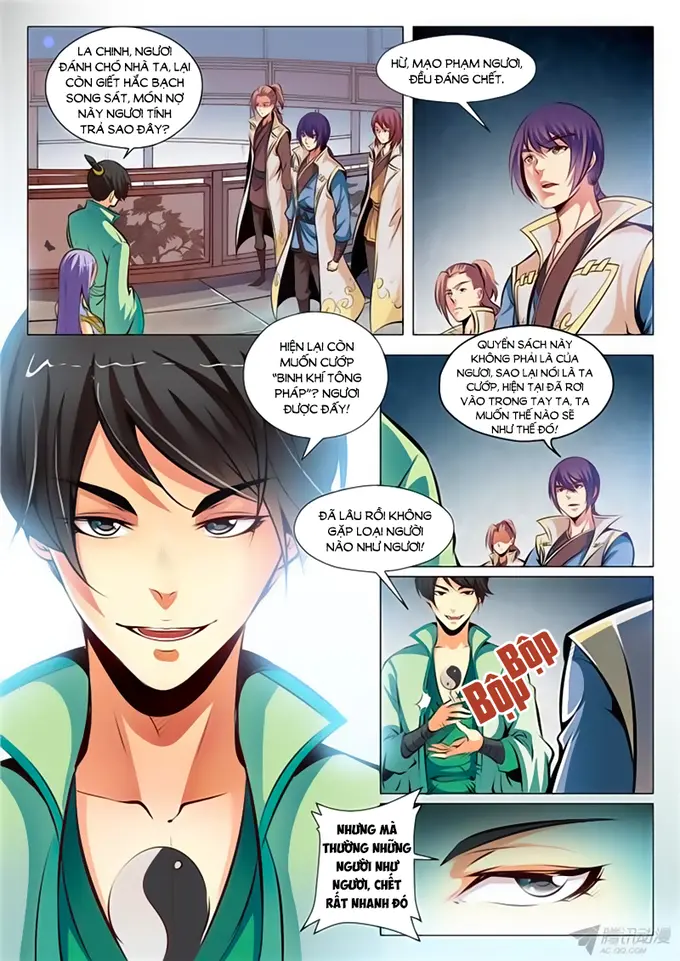 LA CHINH, NGƯƠI
ĐÁNH CHÓ NHÀ TA, LẠI
CÒN GIẾT HẮC BẠCH
SONG SÁT, MÓN NỢ
NÀY NGƯƠI TÍNH
TRẢ SAO ĐÂY?
HỪ, MẠO PHẠM NGƯƠI,
ĐỀU ĐÁNG CHẾT.
HIỆN LẠI CÒN
MUỐN CƯỚP
"BINH KHÍ TÔNG
PHÁP"? NGƯƠI
ĐƯỢC ĐẤY!
QUYỂN SÁCH NÀY
KHÔNG PHẢI LÀ CỦA
NGƯƠI, SAO LẠI NÓI LÀ TA
CƯỚP, HIỆN TẠI ĐÃ RƠI
VÀO TRONG TAY TA, TA
MUỐN THẾ NÀO SẼ
NHƯ THẾ ĐÓ!
ĐÃ LÂU RỒI KHÔNG
GẶP LOẠI NGƯỜI
NÀO NHƯ NGƯƠI!
BỘP
BỘP
NHƯNG MÀ
THƯỜNG NHỮNG
NGƯỜI NHƯ
NGƯƠI, CHẾT
RẤT NHANH ĐÓ
腾讯动漫
AC.QQ.COM